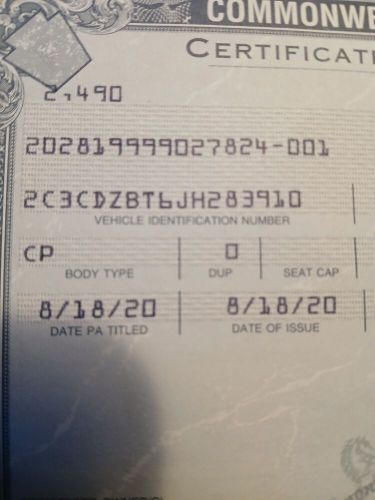 COMMONWE
CERTIFICATI
2,490
202819999027824-001
2C3CDZBT6JH283910
VEHICLE IDENTIFICATION NUMBER
CP 0
BODY TYPE DUP SEAT CAP
8/18/20 8/18/20
DATE PA TITLED DATE OF ISSUE